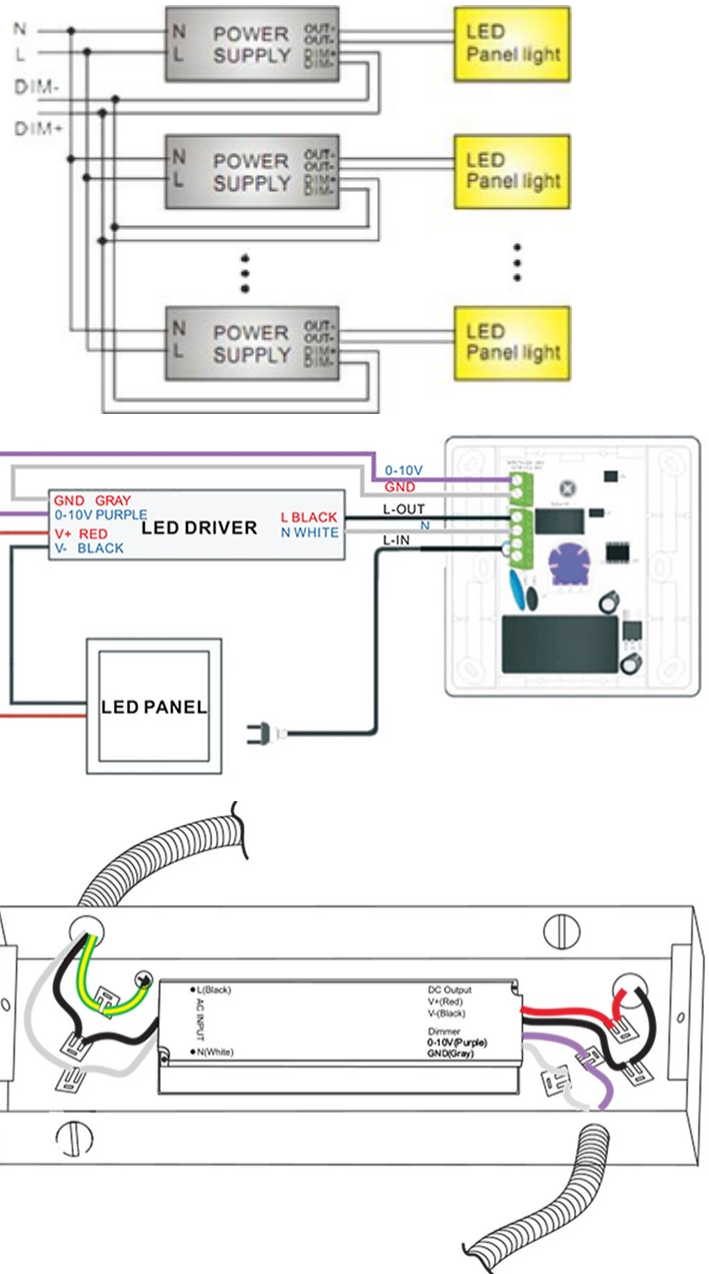 N
L
DIM-
DIM+
N
L
POWER SUPPLY
OUT+
OUT-
DIM+
DIM-
LED
Panel light
N
L
POWER SUPPLY
OUT+
OUT-
DIM+
DIM-
LED
Panel light
N
L
POWER SUPPLY
OUT+
OUT-
DIM+
DIM-
LED
Panel light
GND GRAY
0-10V PURPLE
V+ RED
V- BLACK
LED DRIVER
L BLACK
N WHITE
0-10V
GND
L-OUT
N
L-IN
LED PANEL
L(Black)
AC INPUT
N(White)
DC Output
V+(Red)
V-(Black)
Dimmer
0-10V(Purple)
GND(Gray)